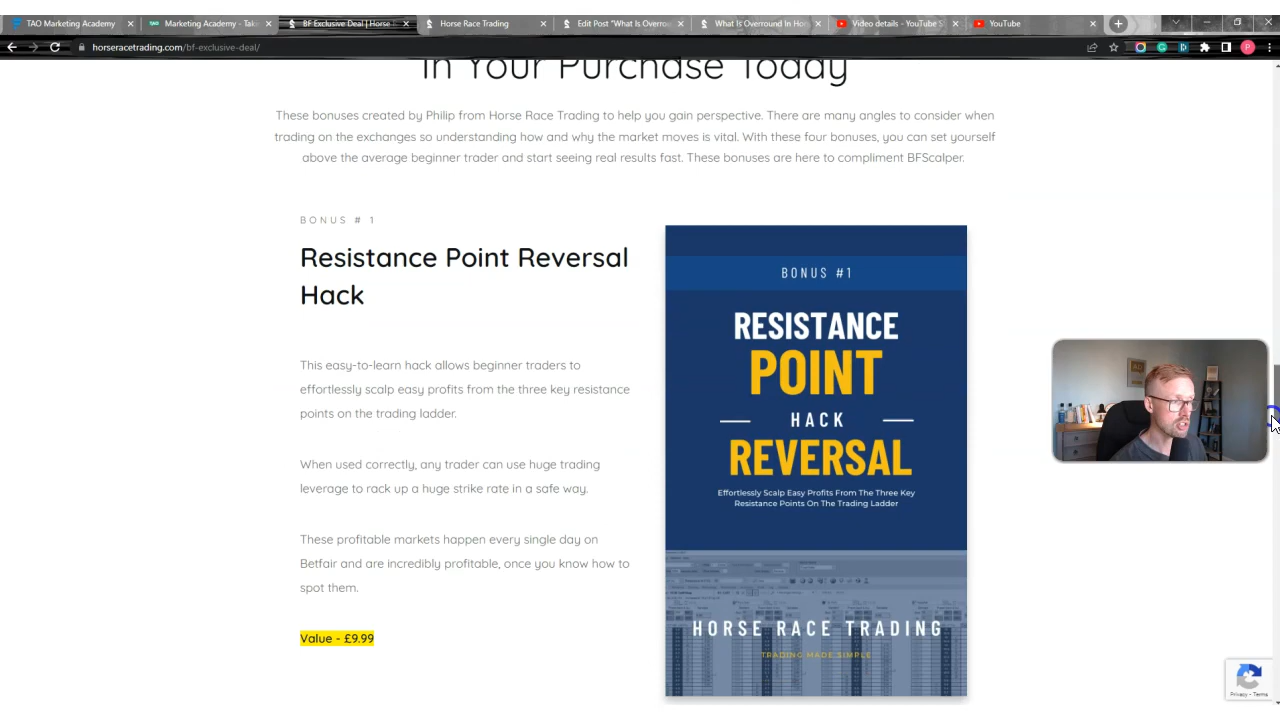 TAO Marketing Academy
Marketing Academy - Take
BF Exclusive Deal | Horse
Horse Race Trading
Edit Post "What Is Overrou
What Is Overround In Hor
Video details - YouTube S
YouTube
horseracetrading.com/bf-exclusive-deal/
P
In Your Purchase Today
These bonuses created by Philip from Horse Race Trading to help you gain perspective. There are many angles to consider when
trading on the exchanges so understanding how and why the market moves is vital. With these four bonuses, you can set yourself
above the average beginner trader and start seeing real results fast. These bonuses are here to compliment BFScalper.
BONUS # 1
Resistance Point Reversal
Hack
This easy-to-learn hack allows beginner traders to
effortlessly scalp easy profits from the three key resistance
points on the trading ladder.
When used correctly, any trader can use huge trading
leverage to rack up a huge strike rate in a safe way.
These profitable markets happen every single day on
Betfair and are incredibly profitable, once you know how to
spot them.
Value - £9.99
BONUS #1
RESISTANCE
POINT
HACK
REVERSAL
Effortlessly Scalp Easy Profits From The Three Key
Resistance Points On The Trading Ladder
HORSE RACE TRADING
TRADING MADE SIMPLE
Privacy - Terms